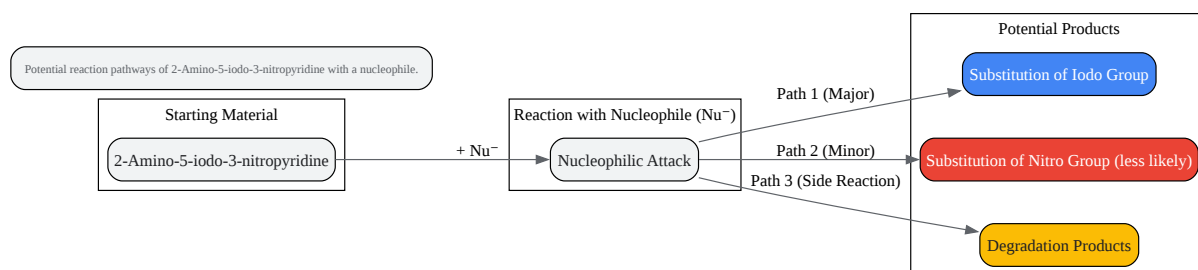 Potential reaction pathways of 2-Amino-5-iodo-3-nitropyridine with a nucleophile.
Starting Material
2-Amino-5-iodo-3-nitropyridine
+ Nu⁻
Reaction with Nucleophile (Nu⁻)
Nucleophilic Attack
Path 1 (Major)
Path 2 (Minor)
Path 3 (Side Reaction)
Potential Products
Substitution of Iodo Group
Substitution of Nitro Group (less likely)
Degradation Products